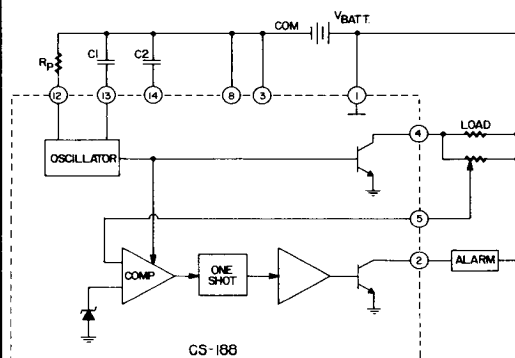 COM
VBATT.
RP
C1
C2
12
13
14
8
3
1
OSCILLATOR
4
LOAD
5
COMP
ONE
SHOT
2
ALARM
CS-188